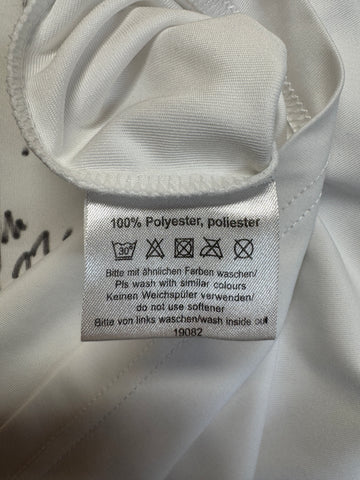 100% Polyester, poliester
30°
Bitte mit ähnlichen Farben waschen/
Pls wash with similar colours
Keinen Weichspüler verwenden/
do not use softener
Bitte von links waschen/wash inside out
19082